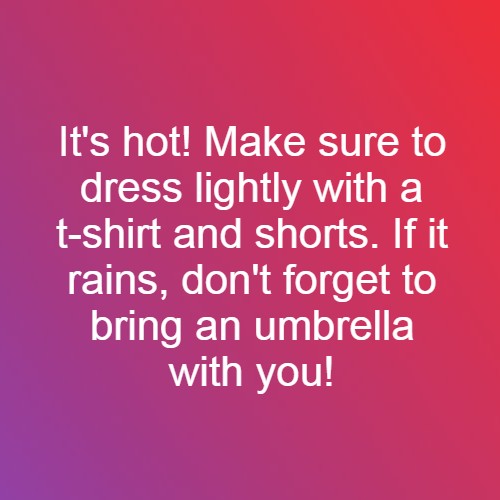 It's hot! Make sure to
dress lightly with a
t-shirt and shorts. If it
rains, don't forget to
bring an umbrella
with you!